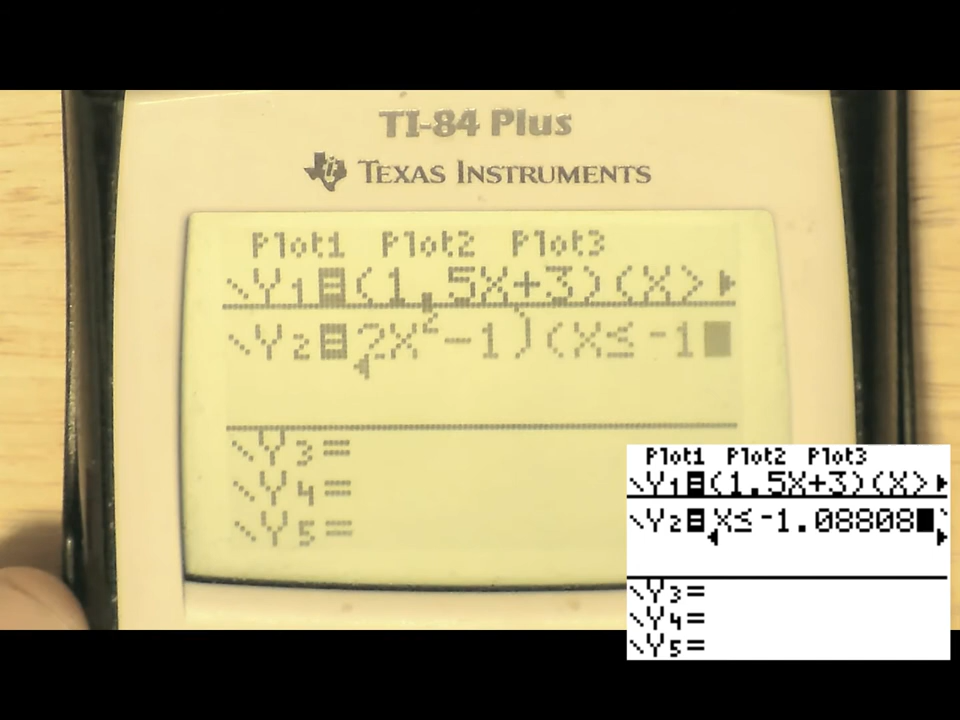 TI-84 Plus
TEXAS INSTRUMENTS
Plot1 Plot2 Plot3
\Y1=(1.5X+3)(X>
\Y2=2X²-1)(X≤-1
\Y3=
\Y4=
\Y5=
Plot1 Plot2 Plot3
\Y1=(1.5X+3)(X>
\Y2=X≤-1.08808
\Y3=
\Y4=
\Y5=